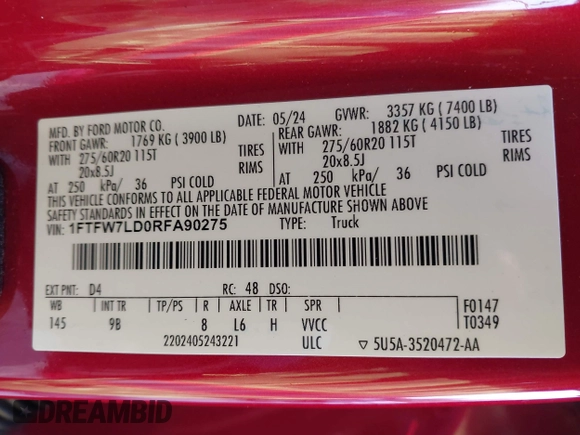 MFD. BY FORD MOTOR CO. DATE: 05/24 GVWR: 3357 KG ( 7400 LB)
FRONT GAWR: 1769 KG ( 3900 LB) REAR GAWR: 1882 KG ( 4150 LB)
WITH 275/60R20 115T TIRES WITH 275/60R20 115T TIRES
20x8.5J RIMS 20x8.5J RIMS
AT 250 kPa/ 36 PSI COLD AT 250 kPa/ 36 PSI COLD
THIS VEHICLE CONFORMS TO ALL APPLICABLE FEDERAL MOTOR VEHICLE
SAFETY STANDARDS IN EFFECT ON THE DATE OF MANUFACTURE SHOWN ABOVE.
VIN: 1FTFW7LD0RFA90275 TYPE: Truck
EXT PNT: D4 RC: 48 DSO:
WB INT TR TP/PS R AXLE TR SPR F0147
145 9B 8 L6 H VVCC T0349
2202405243221 ULC ▽ 5U5A-3520472-AA
DREAMBID